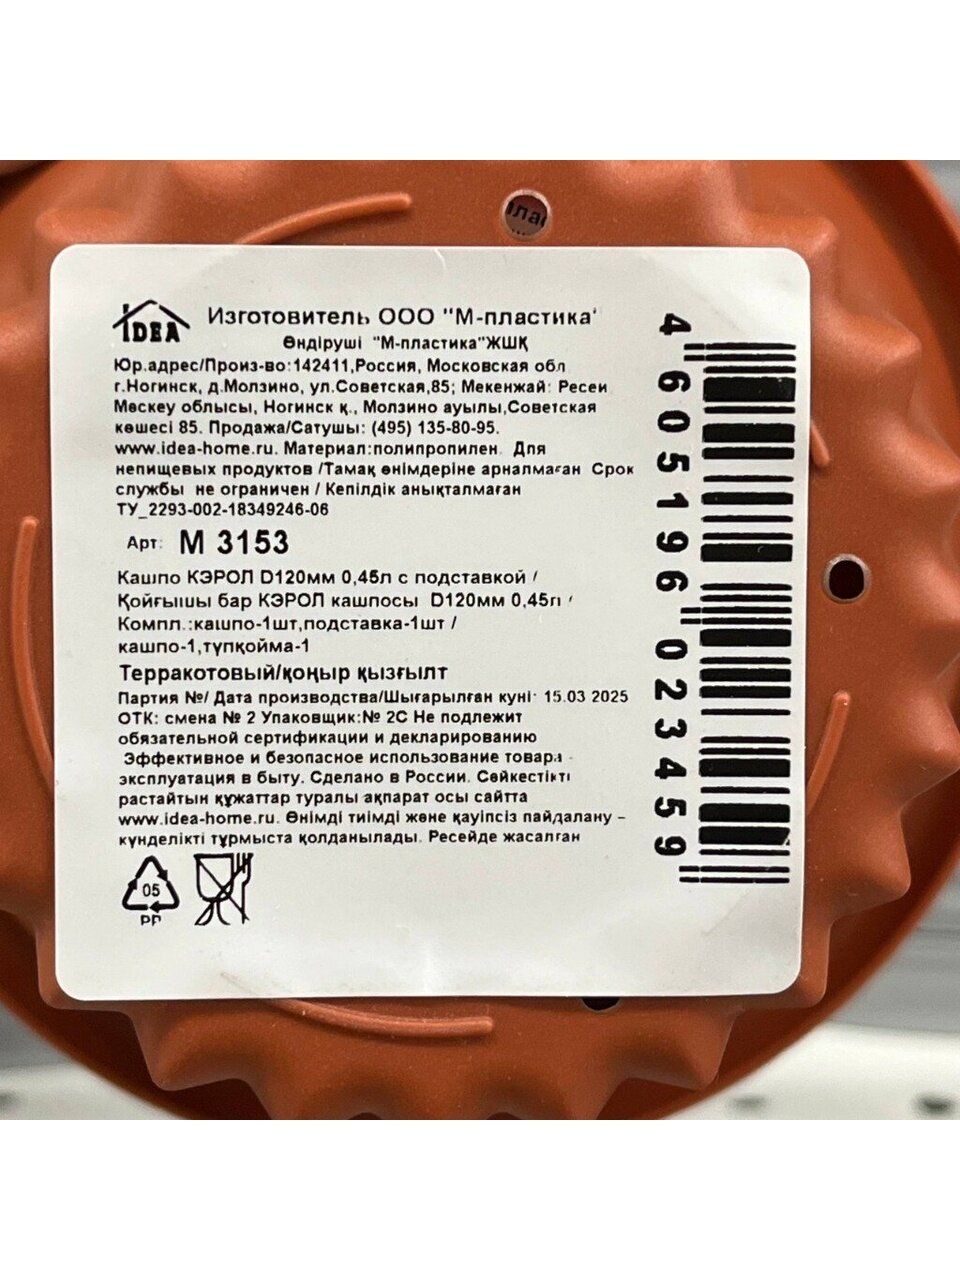 IDEA
Изготовитель ООО "М-пластика'
Өндіруші "М-пластика"ЖШҚ
Юр.адрес/Произ-во:142411,Россия, Московская обл
г.Ногинск, д.Молзино, ул.Советская,85; Мекенжай: Ресеи
Мәскеу облысы, Ногинск қ., Молзино ауылы,Советская
көшесі 85. Продажа/Сатушы: (495) 135-80-95.
www.idea-home.ru. Материал:полипропилен. Для
непищевых продуктов /Тамақ өнімдеріне арналмаған Срок
службы не ограничен / Кепілдік анықталмаған
ТУ_2293-002-18349246-06
Арт: М 3153
Кашпо КЭРОЛ D120мм 0,45л с подставкой /
Қойғышы бар КЭРОЛ кашпосы D120мм 0,45л /
Компл.:кашпо-1шт,подставка-1шт /
кашпо-1,түпқойма-1
Терракотовый/қоңыр қызғылт
Партия №/ Дата производства/Шығарылған куні: 15.03 2025
ОТК: смена № 2 Упаковщик:№ 2С Не подлежит
обязательной сертификации и декларированию
Эффективное и безопасное использование товара -
эксплуатация в быту. Сделано в России. Сәйкестікті
растайтын құжаттар туралы ақпарат осы сайтта
www.idea-home.ru. Өнімді тиімді және қауіпсіз пайдалану –
күнделікті тұрмыста қолданылады. Ресейде жасалған
05
PP
4 605196 023459